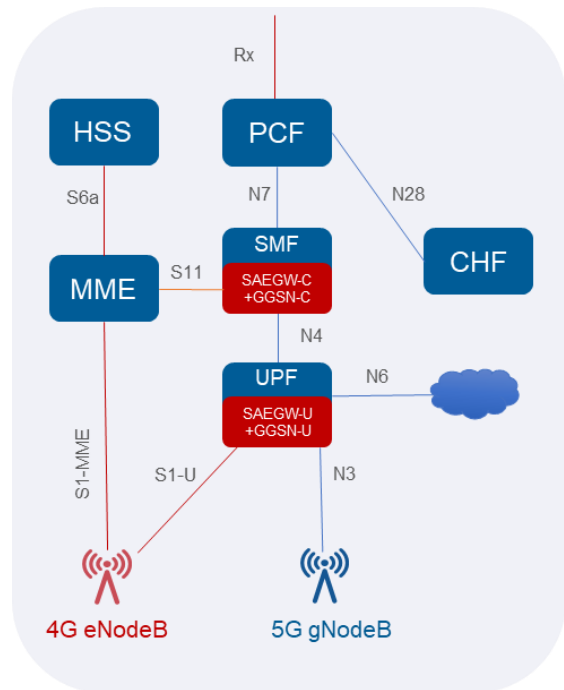 Rx
HSS
PCF
S6a
N7
N28
SMF
SAEGW-C
+GGSN-C
CHF
MME
S11
N4
UPF
SAEGW-U
+GGSN-U
N6
S1-MME
S1-U
N3
4G eNodeB
5G gNodeB